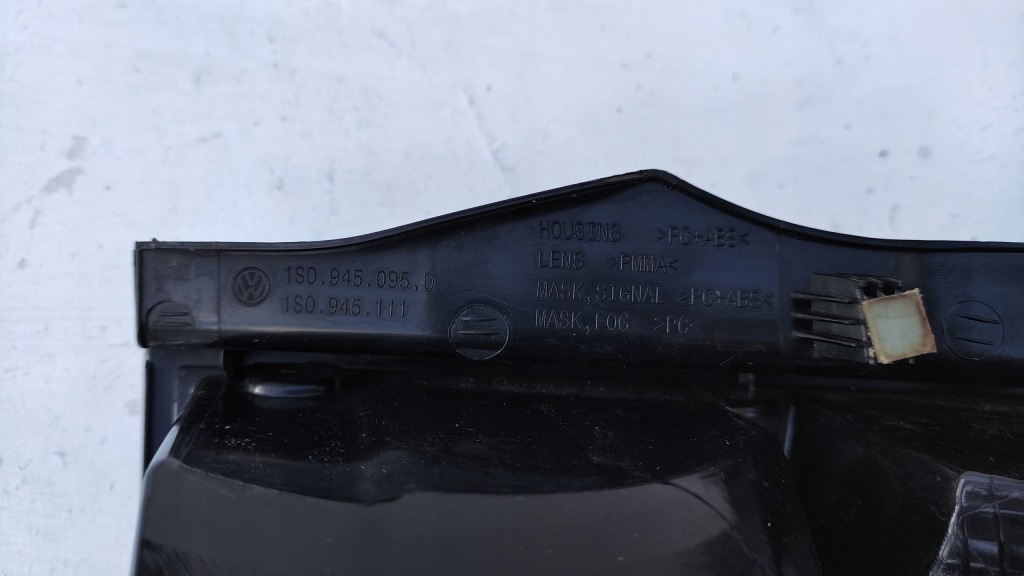 1S0.945.095.D
1S0.945.111
HOUSING >PC+ABS<
LENS >PMMA<
MASK,SIGNAL >PC+ABS<
MASK,FOG >PC<